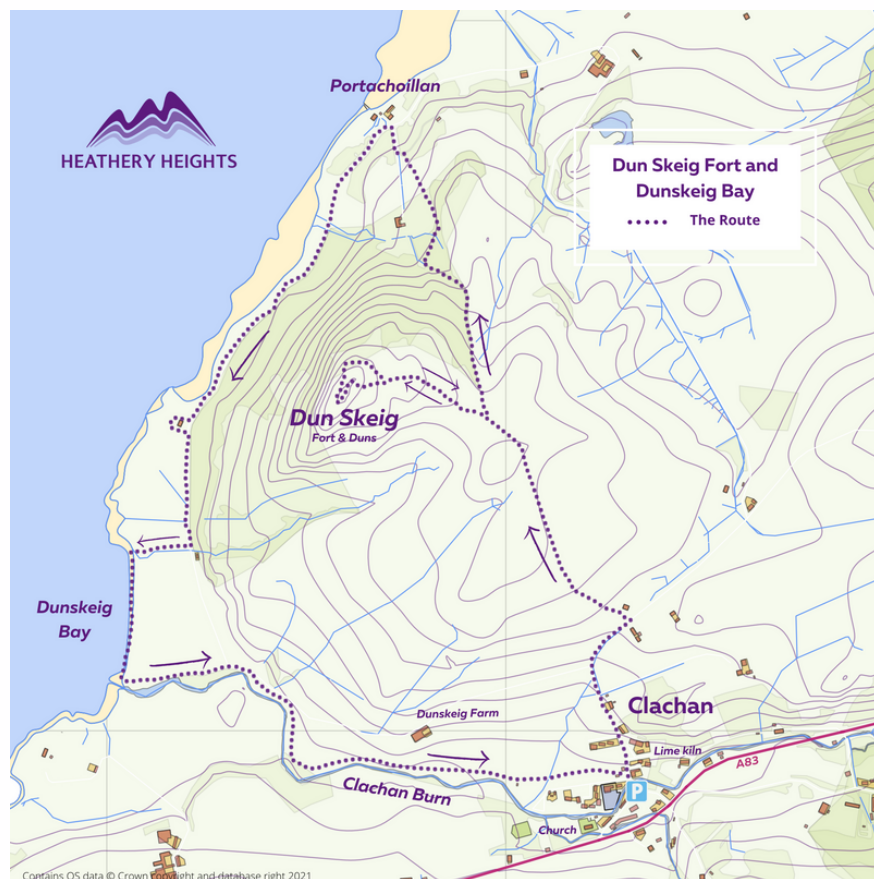 Portachoillan
HEATHERY HEIGHTS
Dun Skeig Fort and
Dunskeig Bay
The Route
Dun Skeig
Fort & Duns
Dunskeig
Bay
Clachan
Dunskeig Farm
Lime kiln
A83
Clachan Burn
P
Church
Contains OS data © Crown copyright and database right 2021